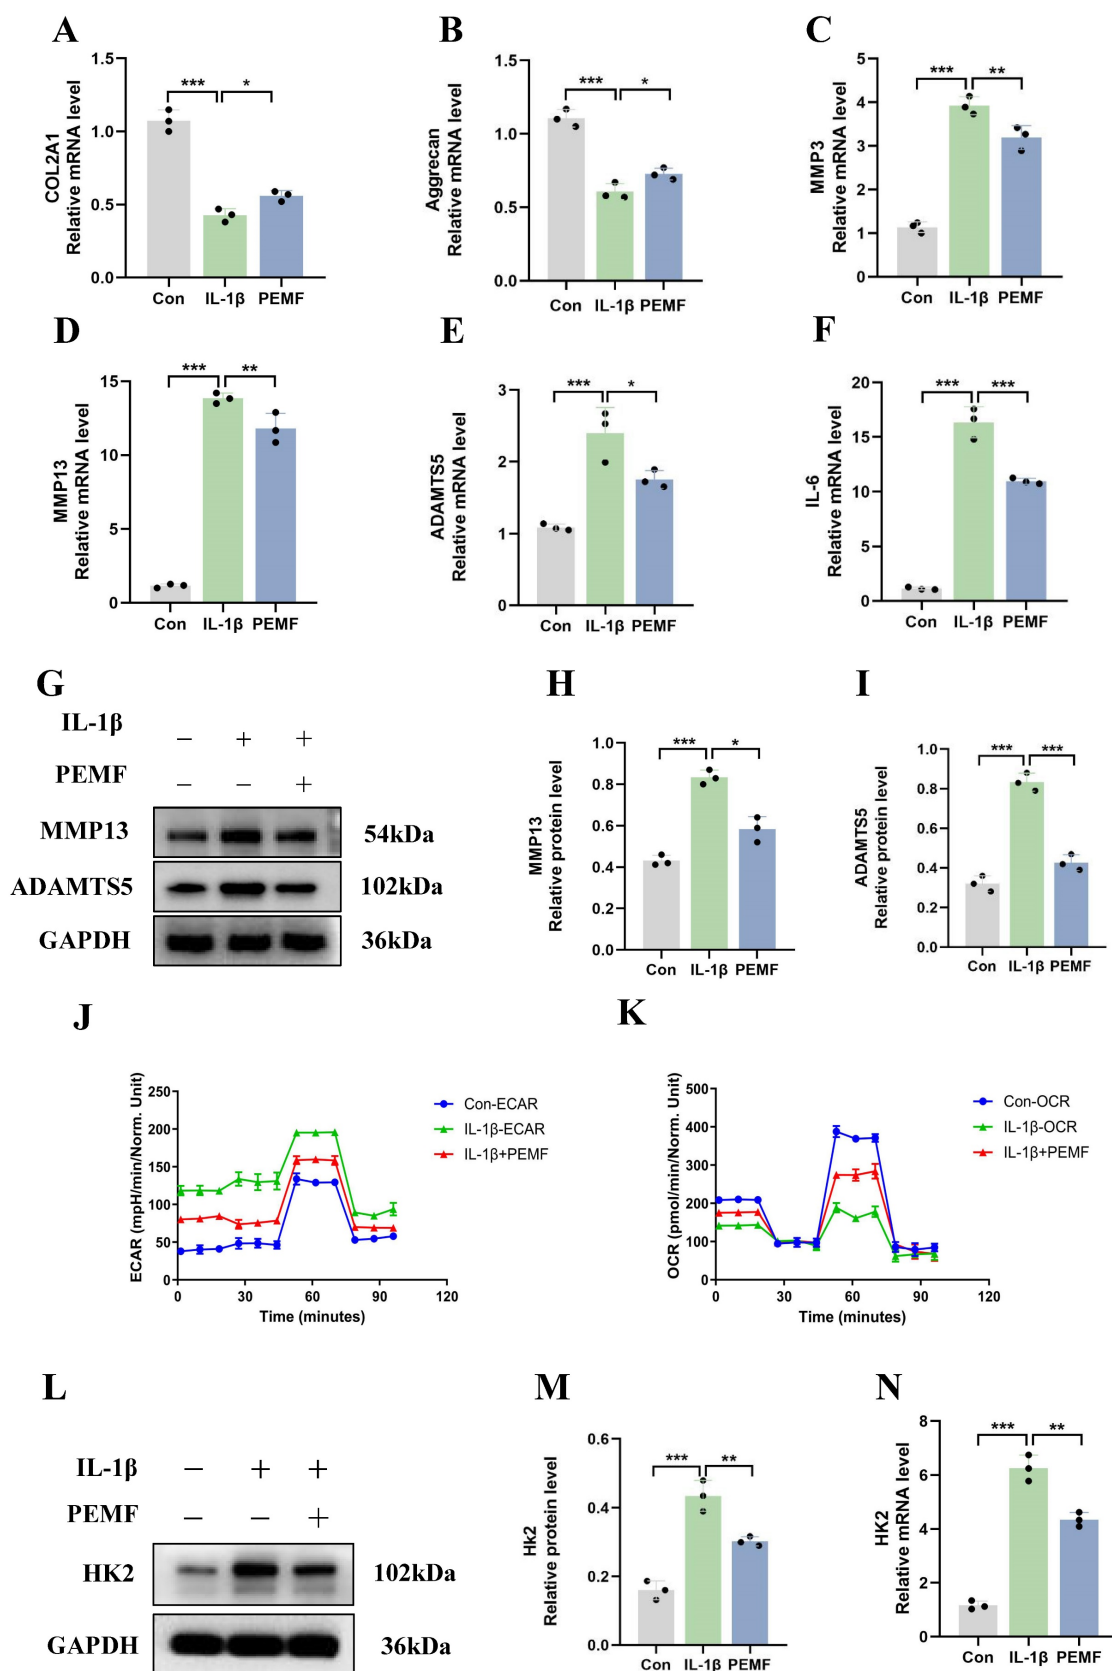 A
COL2A1
Relative mRNA level
1.5
1.0
0.5
0.0
***
*
Con IL-1β PEMF
B
Aggrecan
Relative mRNA level
1.5
1.0
0.5
0.0
***
*
Con IL-1β PEMF
C
MMP3
Relative mRNA level
5
4
3
2
1
0
***
**
Con IL-1β PEMF
D
MMP13
Relative mRNA level
15
10
5
0
***
**
Con IL-1β PEMF
E
ADAMTS5
Relative mRNA level
3
2
1
0
***
*
Con IL-1β PEMF
F
IL-6
Relative mRNA level
20
15
10
5
0
***
***
Con IL-1β PEMF
G
IL-1β − + +
PEMF − − +
MMP13 54kDa
ADAMTS5 102kDa
GAPDH 36kDa
H
MMP13
Relative protein level
1.0
0.8
0.6
0.4
0.2
0.0
***
*
Con IL-1β PEMF
I
ADAMTS5
Relative protein level
1.0
0.8
0.6
0.4
0.2
0.0
***
***
Con IL-1β PEMF
J
ECAR (mpH/min/Norm. Unit)
250
200
150
100
50
0
0 30 60 90 120
Time (minutes)
Con-ECAR
IL-1β-ECAR
IL-1β+PEMF
K
OCR (pmol/min/Norm. Unit)
500
400
300
200
100
0
0 30 60 90 120
Time (minutes)
Con-OCR
IL-1β-OCR
IL-1β+PEMF
L
IL-1β − + +
PEMF − − +
HK2 102kDa
GAPDH 36kDa
M
Hk2
Relative protein level
0.6
0.4
0.2
0.0
***
**
Con IL-1β PEMF
N
HK2
Relative mRNA level
8
6
4
2
0
***
**
Con IL-1β PEMF